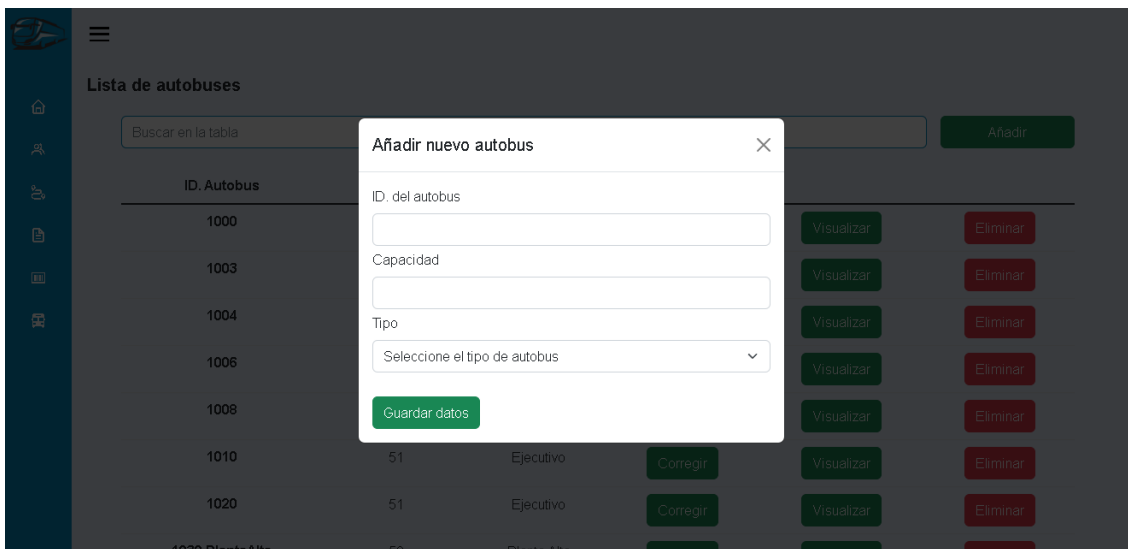 Lista de autobuses
Buscar en la tabla
Añadir
Añadir nuevo autobus
ID. Autobus
ID. del autobus
1000 Visualizar Eliminar
Capacidad
1003 Visualizar Eliminar
1004 Visualizar Eliminar
Tipo
Seleccione el tipo de autobus
1006 Visualizar Eliminar
1008 Visualizar Eliminar
Guardar datos
1010 51 Ejecutivo Corregir Visualizar Eliminar
1020 51 Ejecutivo Corregir Visualizar Eliminar